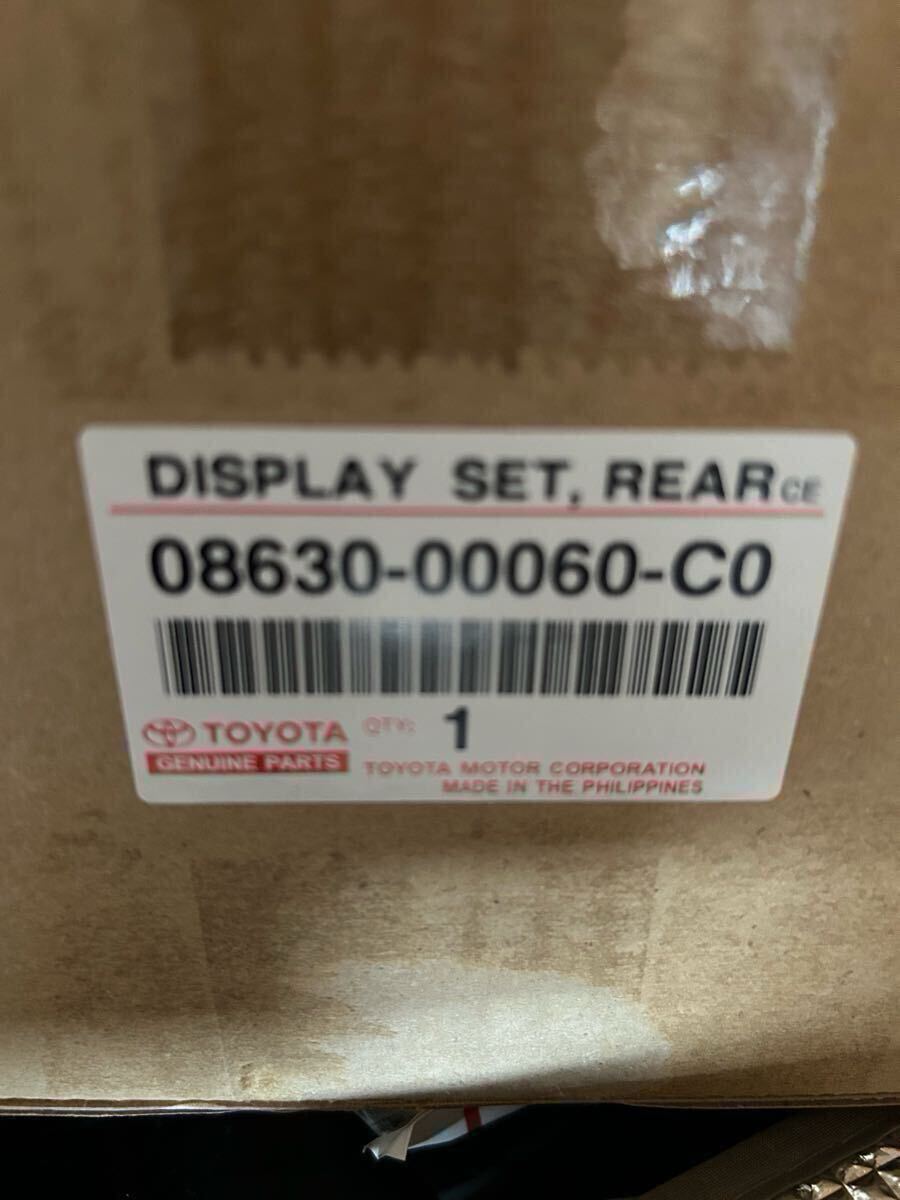 DISPLAY SET, REAR CE
08630-00060-C0
TOYOTA QTY: 1
GENUINE PARTS
TOYOTA MOTOR CORPORATION
MADE IN THE PHILIPPINES